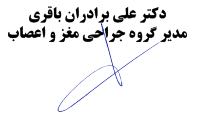 دکتر علی برادران باقری
مدیر گروه جراحی مغز و اعصاب